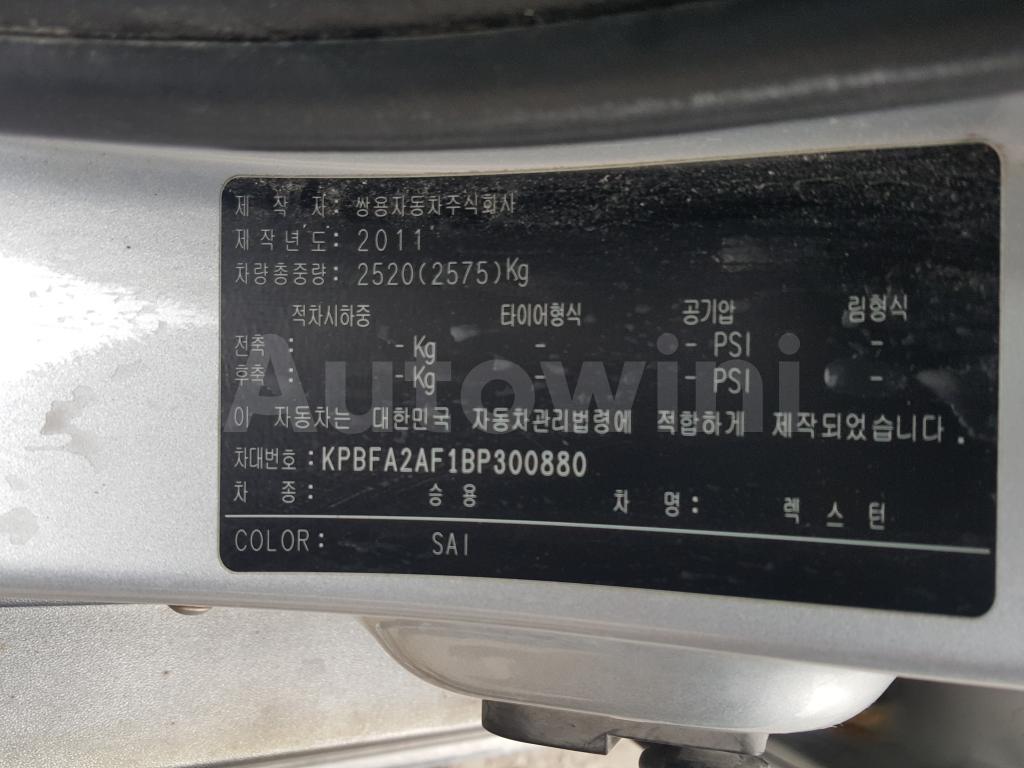 제 작 자: 쌍용자동차주식회사
제작년도: 2011
차량총중량: 2520(2575)Kg
적차시하중 타이어형식 공기압 림형식
전축 : -Kg - - PSI -
후축 : -Kg - - PSI -
Autowini
이 자동차는 대한민국 자동차관리법령에 적합하게 제작되었습니다.
차대번호: KPBFA2AF1BP300880
차 종: 승 용 차 명: 렉 스 턴
COLOR: SAI